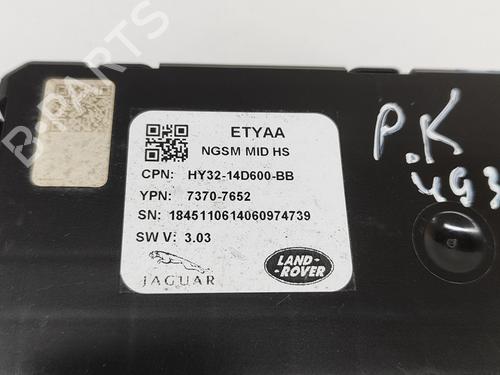 B-PARTS
ETYAA
NGSM MID HS
CPN: HY32-14D600-BB
YPN: 7370-7652
SN: 1845110614060974739
SW V: 3.03
JAGUAR
LAND-
ROVER
P.K